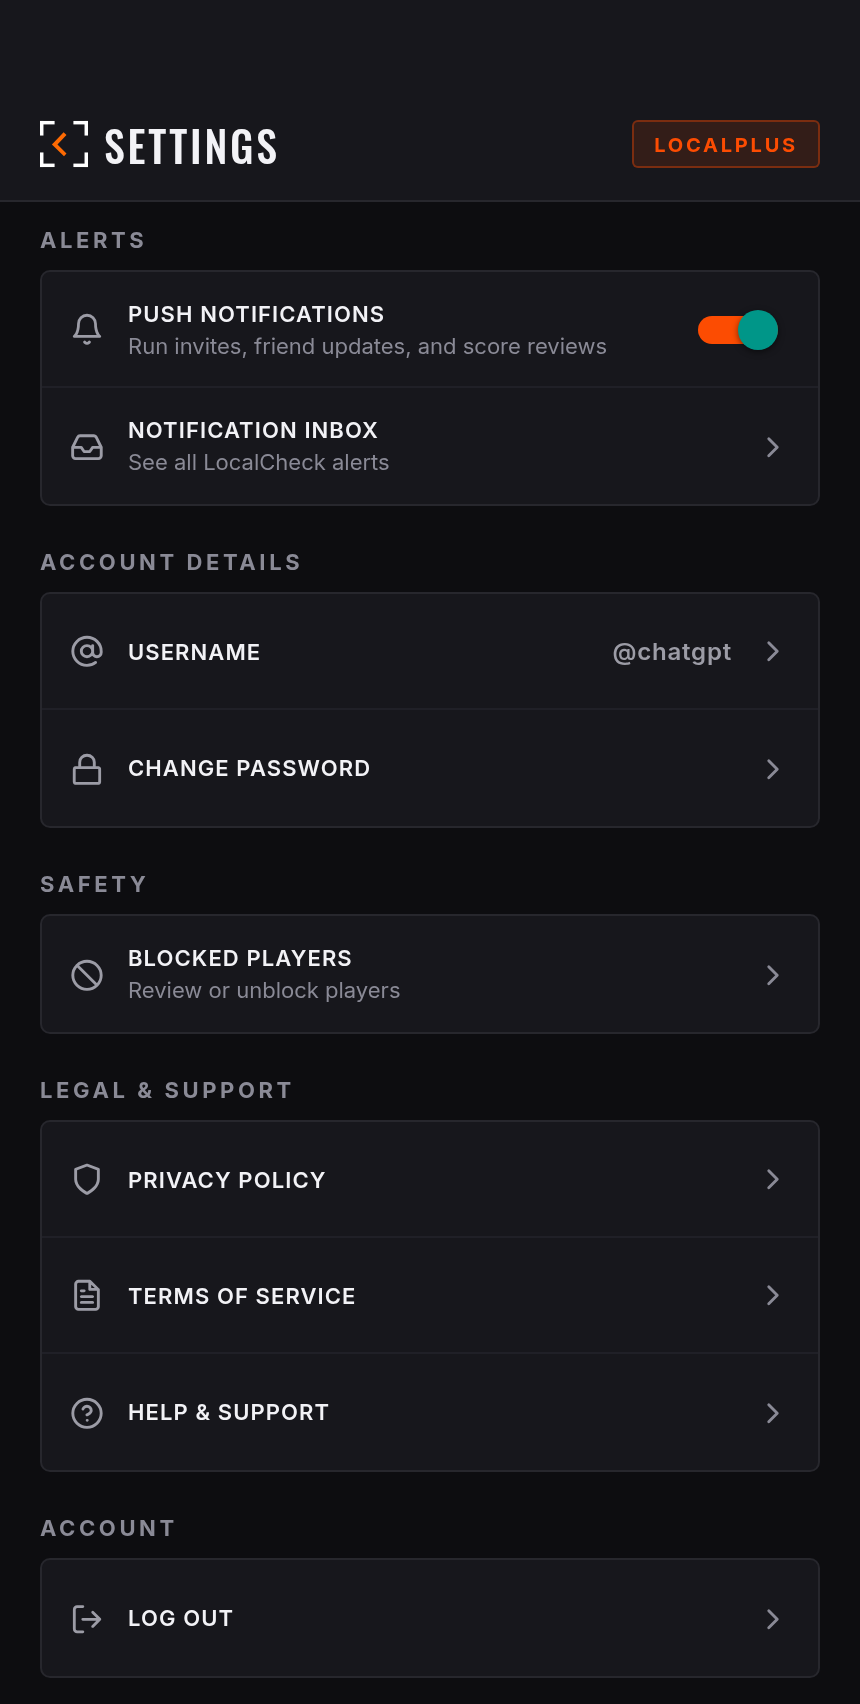 SETTINGS
LOCALPLUS
ALERTS
PUSH NOTIFICATIONS
Run invites, friend updates, and score reviews
NOTIFICATION INBOX
See all LocalCheck alerts
ACCOUNT DETAILS
USERNAME
@chatgpt
CHANGE PASSWORD
SAFETY
BLOCKED PLAYERS
Review or unblock players
LEGAL & SUPPORT
PRIVACY POLICY
TERMS OF SERVICE
HELP & SUPPORT
ACCOUNT
LOG OUT